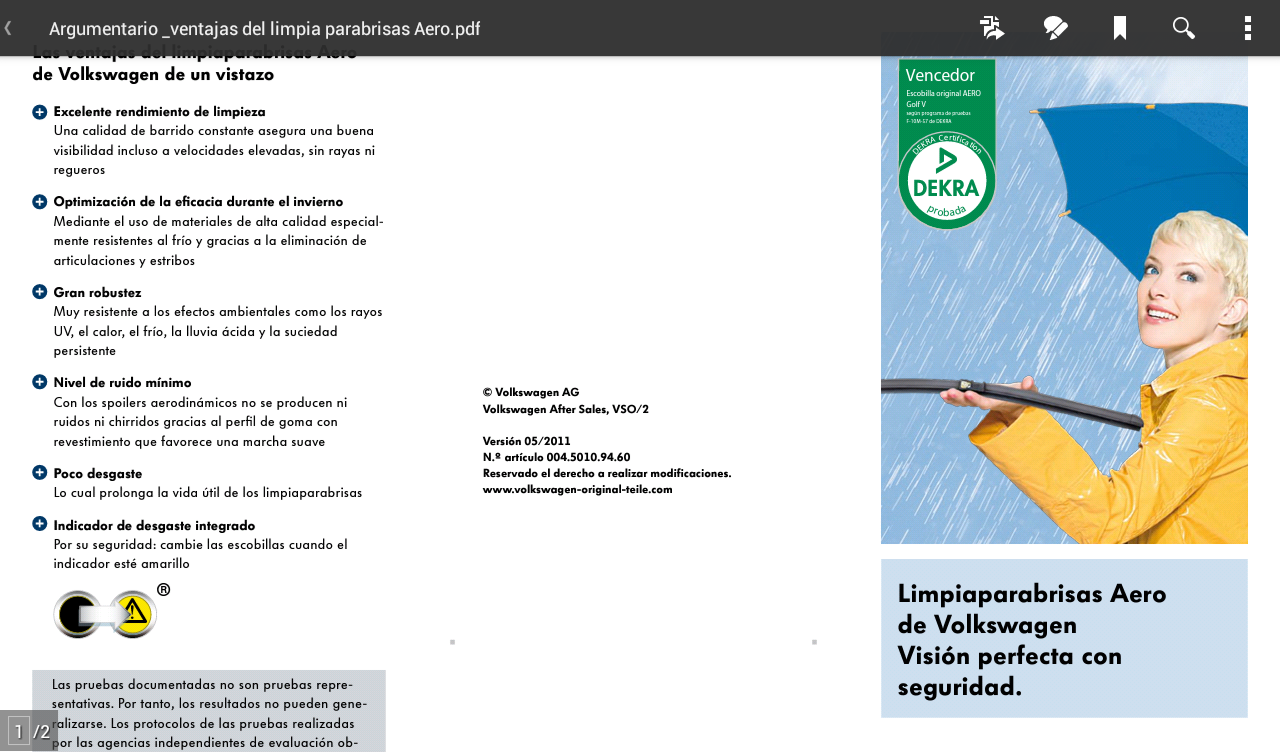 Argumentario _ventajas del limpia parabrisas Aero.pdf
Las ventajas del limpiaparabrisas Aero
de Volkswagen de un vistazo
Excelente rendimiento de limpieza
Una calidad de barrido constante asegura una buena
visibilidad incluso a velocidades elevadas, sin rayas ni
regueros
Optimización de la eficacia durante el invierno
Mediante el uso de materiales de alta calidad especial-
mente resistentes al frío y gracias a la eliminación de
articulaciones y estribos
Gran robustez
Muy resistente a los efectos ambientales como los rayos
UV, el calor, el frío, la lluvia ácida y la suciedad
persistente
Nivel de ruido mínimo
Con los spoilers aerodinámicos no se producen ni
ruidos ni chirridos gracias al perfil de goma con
revestimiento que favorece una marcha suave
Poco desgaste
Lo cual prolonga la vida útil de los limpiaparabrisas
Indicador de desgaste integrado
Por su seguridad: cambie las escobillas cuando el
indicador esté amarillo
®
Las pruebas documentadas no son pruebas repre-
sentativas. Por tanto, los resultados no pueden gene-
ralizarse. Los protocolos de las pruebas realizadas
por las agencias independientes de evaluación ob-
1 /2
© Volkswagen AG
Volkswagen After Sales, VSO/2
Versión 05/2011
N.º artículo 004.5010.94.60
Reservado el derecho a realizar modificaciones.
www.volkswagen-original-teile.com
Vencedor
Escobilla original AERO
Golf V
según programa de pruebas
F-18M-57 de DEKRA
DEKRA Certification
DEKRA
probada
Limpiaparabrisas Aero
de Volkswagen
Visión perfecta con
seguridad.